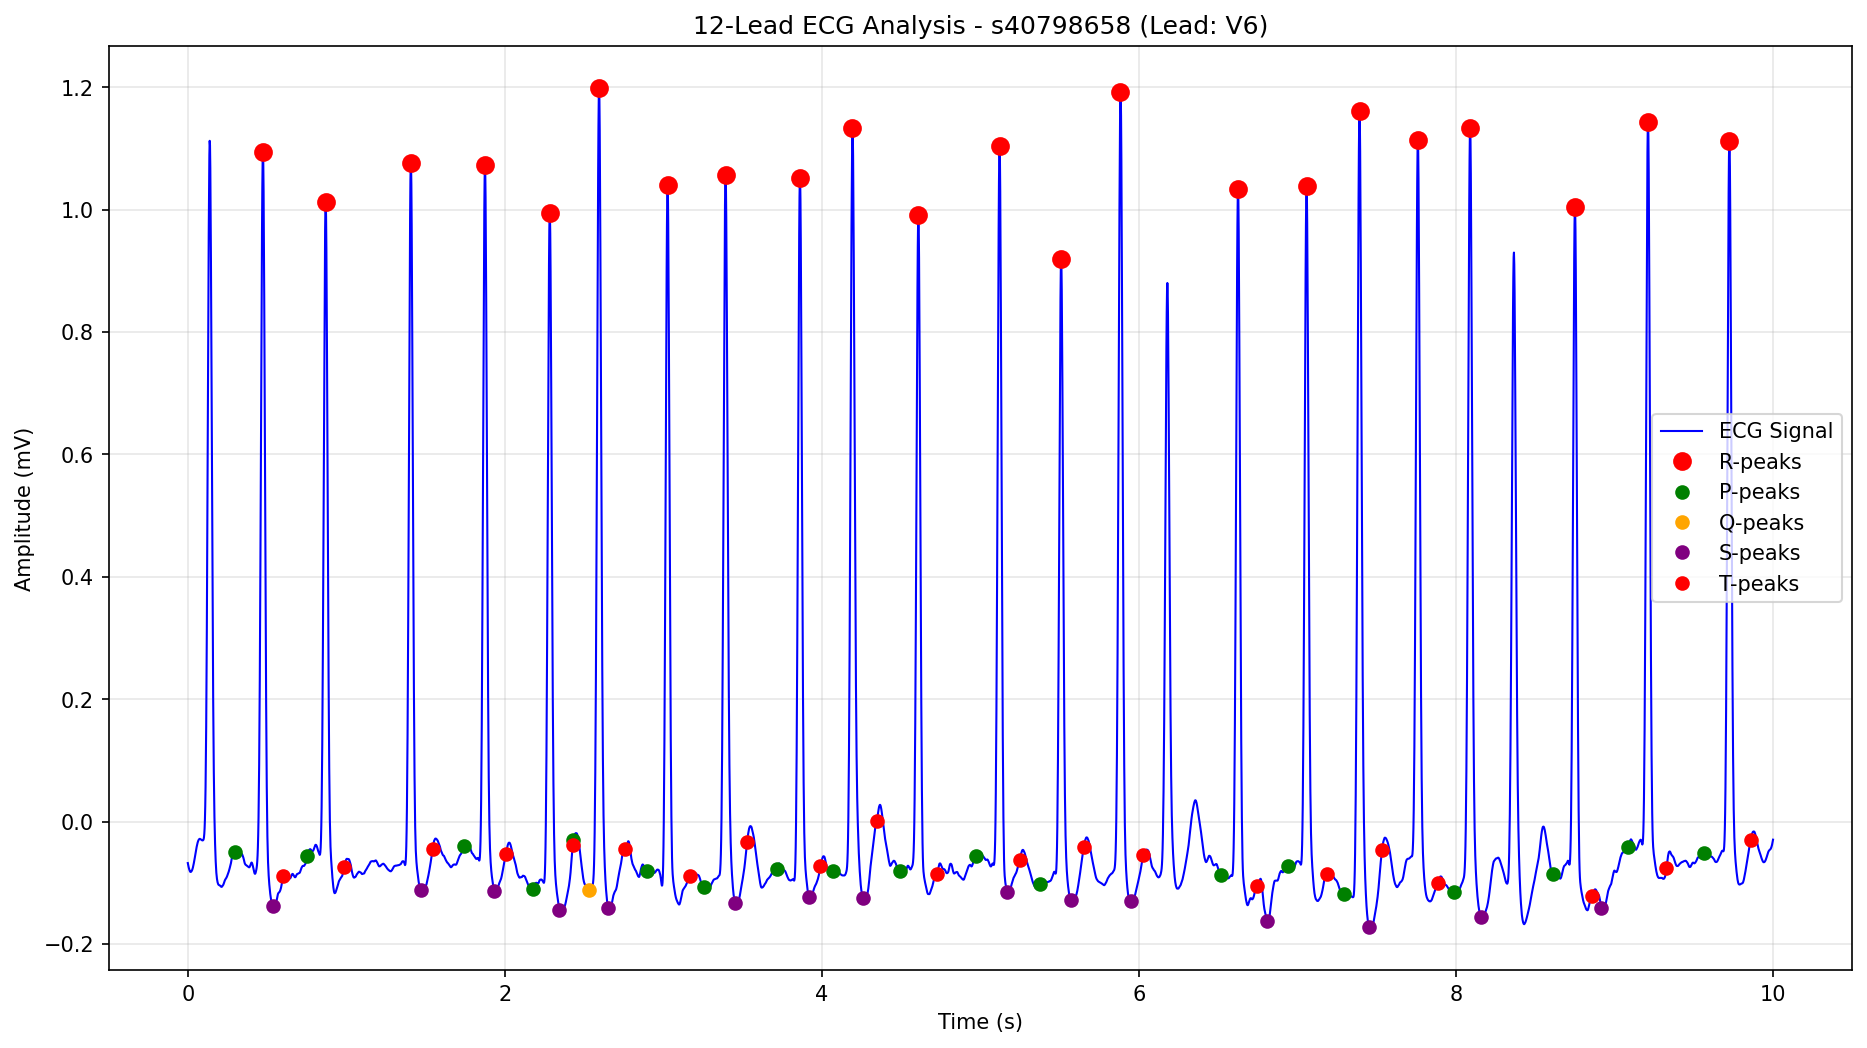 12-Lead ECG Analysis - s40798658 (Lead: V6)
1.2
1.0
0.8
0.6
0.4
0.2
0.0
−0.2
Amplitude (mV)
ECG Signal
R-peaks
P-peaks
Q-peaks
S-peaks
T-peaks
0 2 4 6 8 10
Time (s)